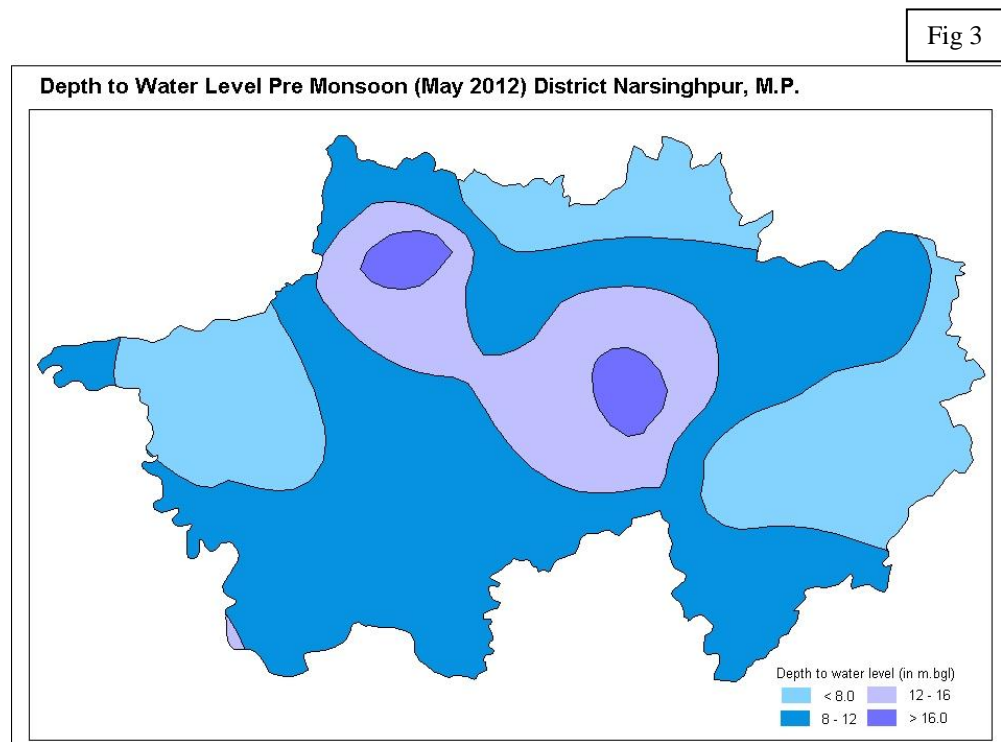 Fig 3
Depth to Water Level Pre Monsoon (May 2012) District Narsinghpur, M.P.
Depth to water level (in m.bgl)
< 8.0 12 - 16
8 - 12 > 16.0